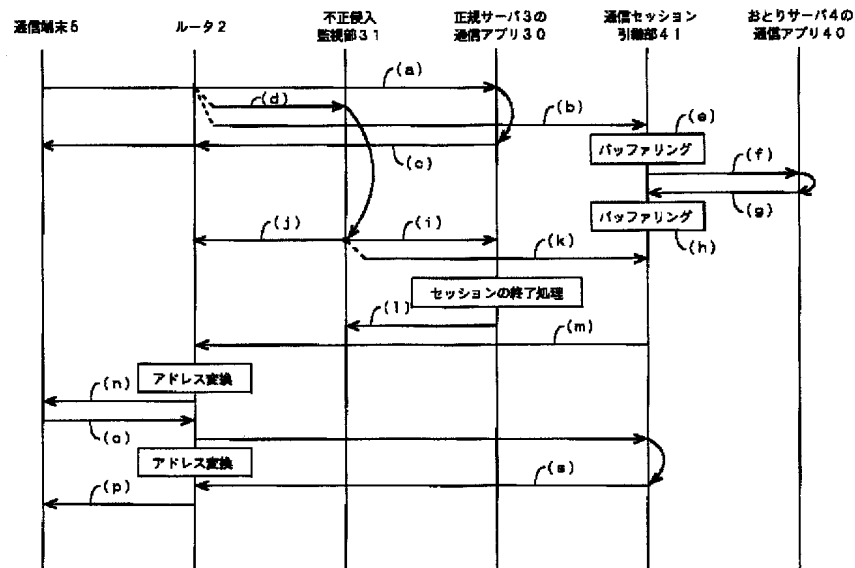 通信端末5
ルータ2
不正侵入
監視部31
正規サーバ3の
通信アプリ30
通信セッション
引継部41
おとりサーバ4の
通信アプリ40
(a)
(d)
(b)
(e)
バッファリング
(c)
(f)
(g)
バッファリング
(j)
(i)
(h)
(k)
セッションの終了処理
(l)
(m)
アドレス変換
(n)
(o)
アドレス変換
(s)
(p)